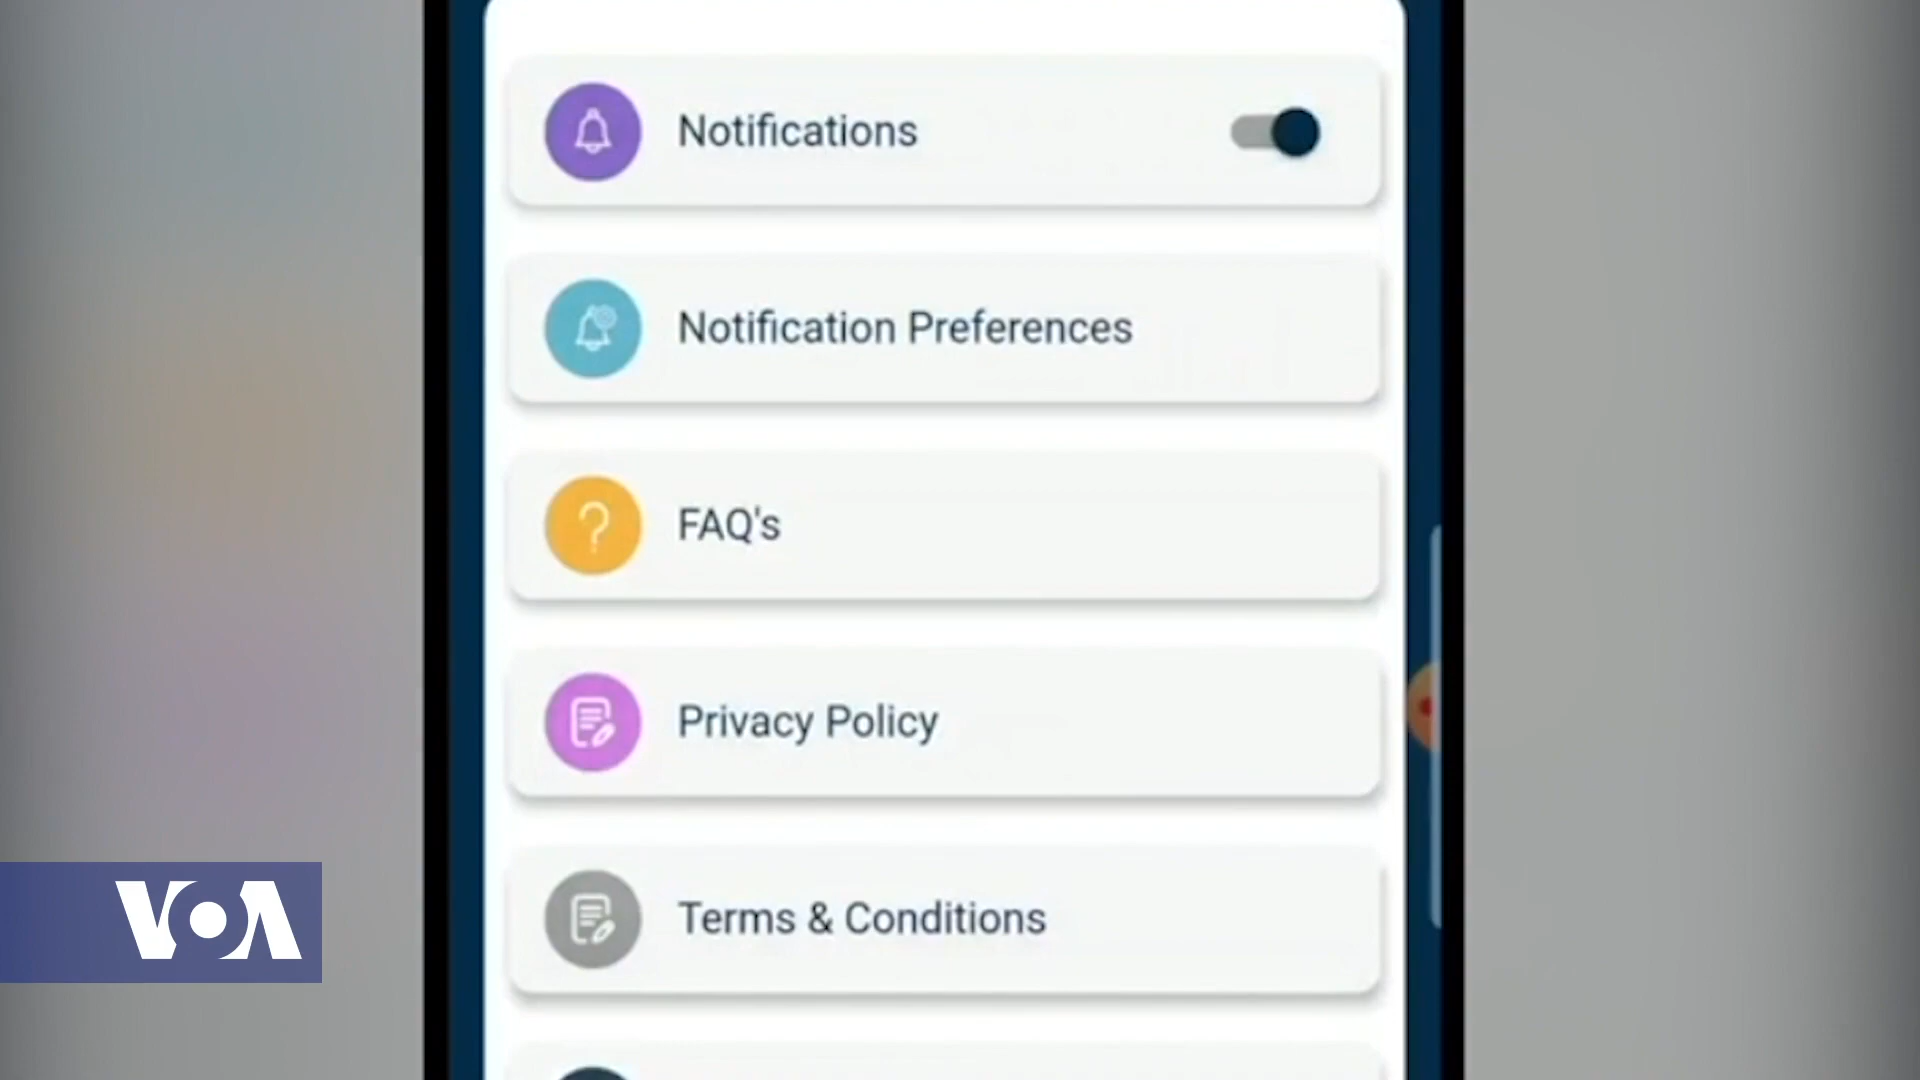 Notifications
Notification Preferences
FAQ's
Privacy Policy
Terms & Conditions
VOA